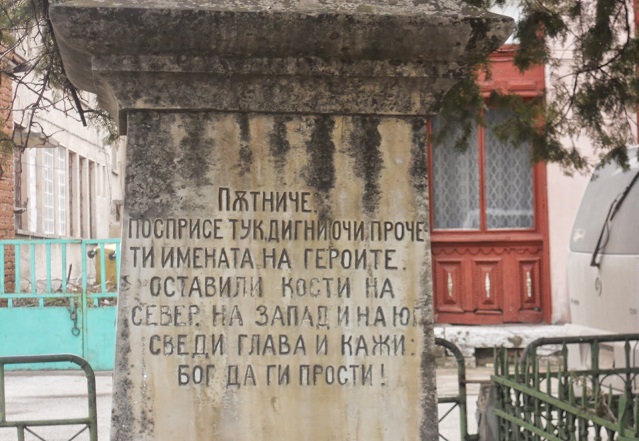 ПѪТНИЧЕ.
ПОСПРИСЕ ТУК.ДИГНИ ОЧИ, ПРОЧЕ
ТИ ИМЕНАТА НА ГЕРОИТЕ.
ОСТАВИЛИ КОСТИ НА
СЕВЕР, НА ЗАПАД И НА ЮГ
СВЕДИ ГЛАВА И КАЖИ:
БОГ ДА ГИ ПРОСТИ!